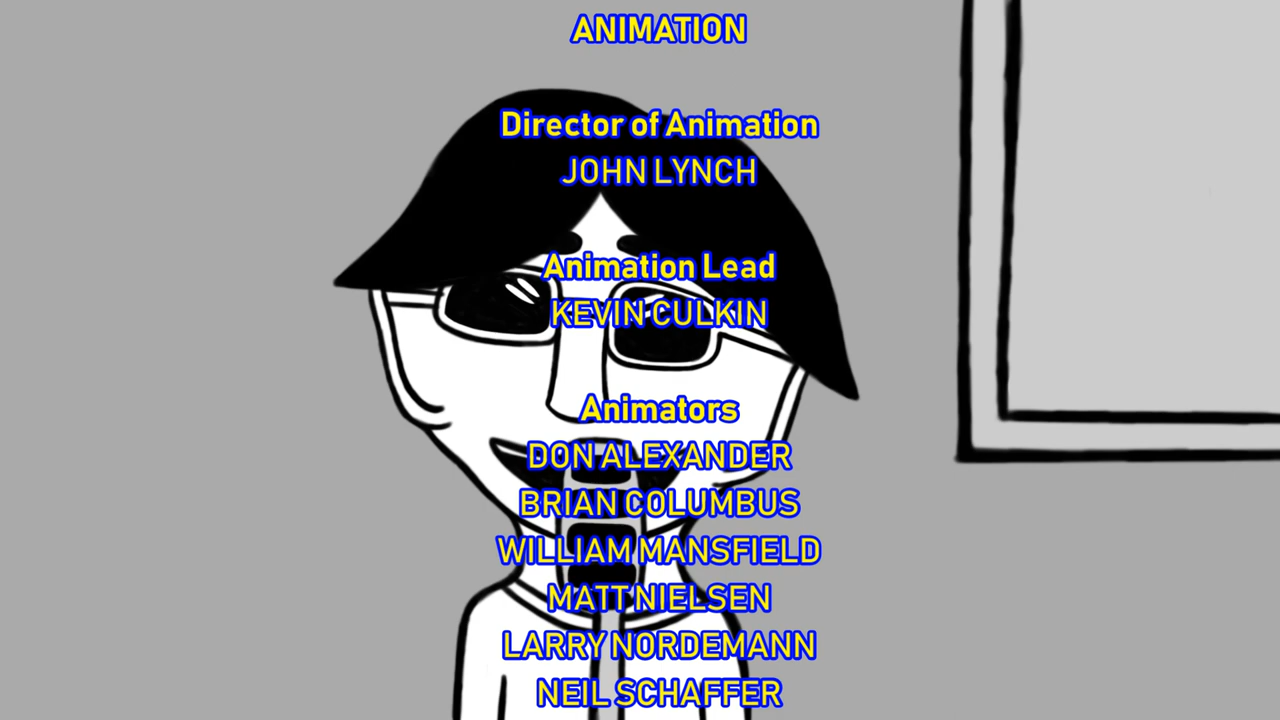 ANIMATION
Director of Animation
JOHN LYNCH
Animation Lead
KEVIN CULKIN
Animators
DON ALEXANDER
BRIAN COLUMBUS
WILLIAM MANSFIELD
MATT NIELSEN
LARRY NORDEMANN
NEIL SCHAFFER